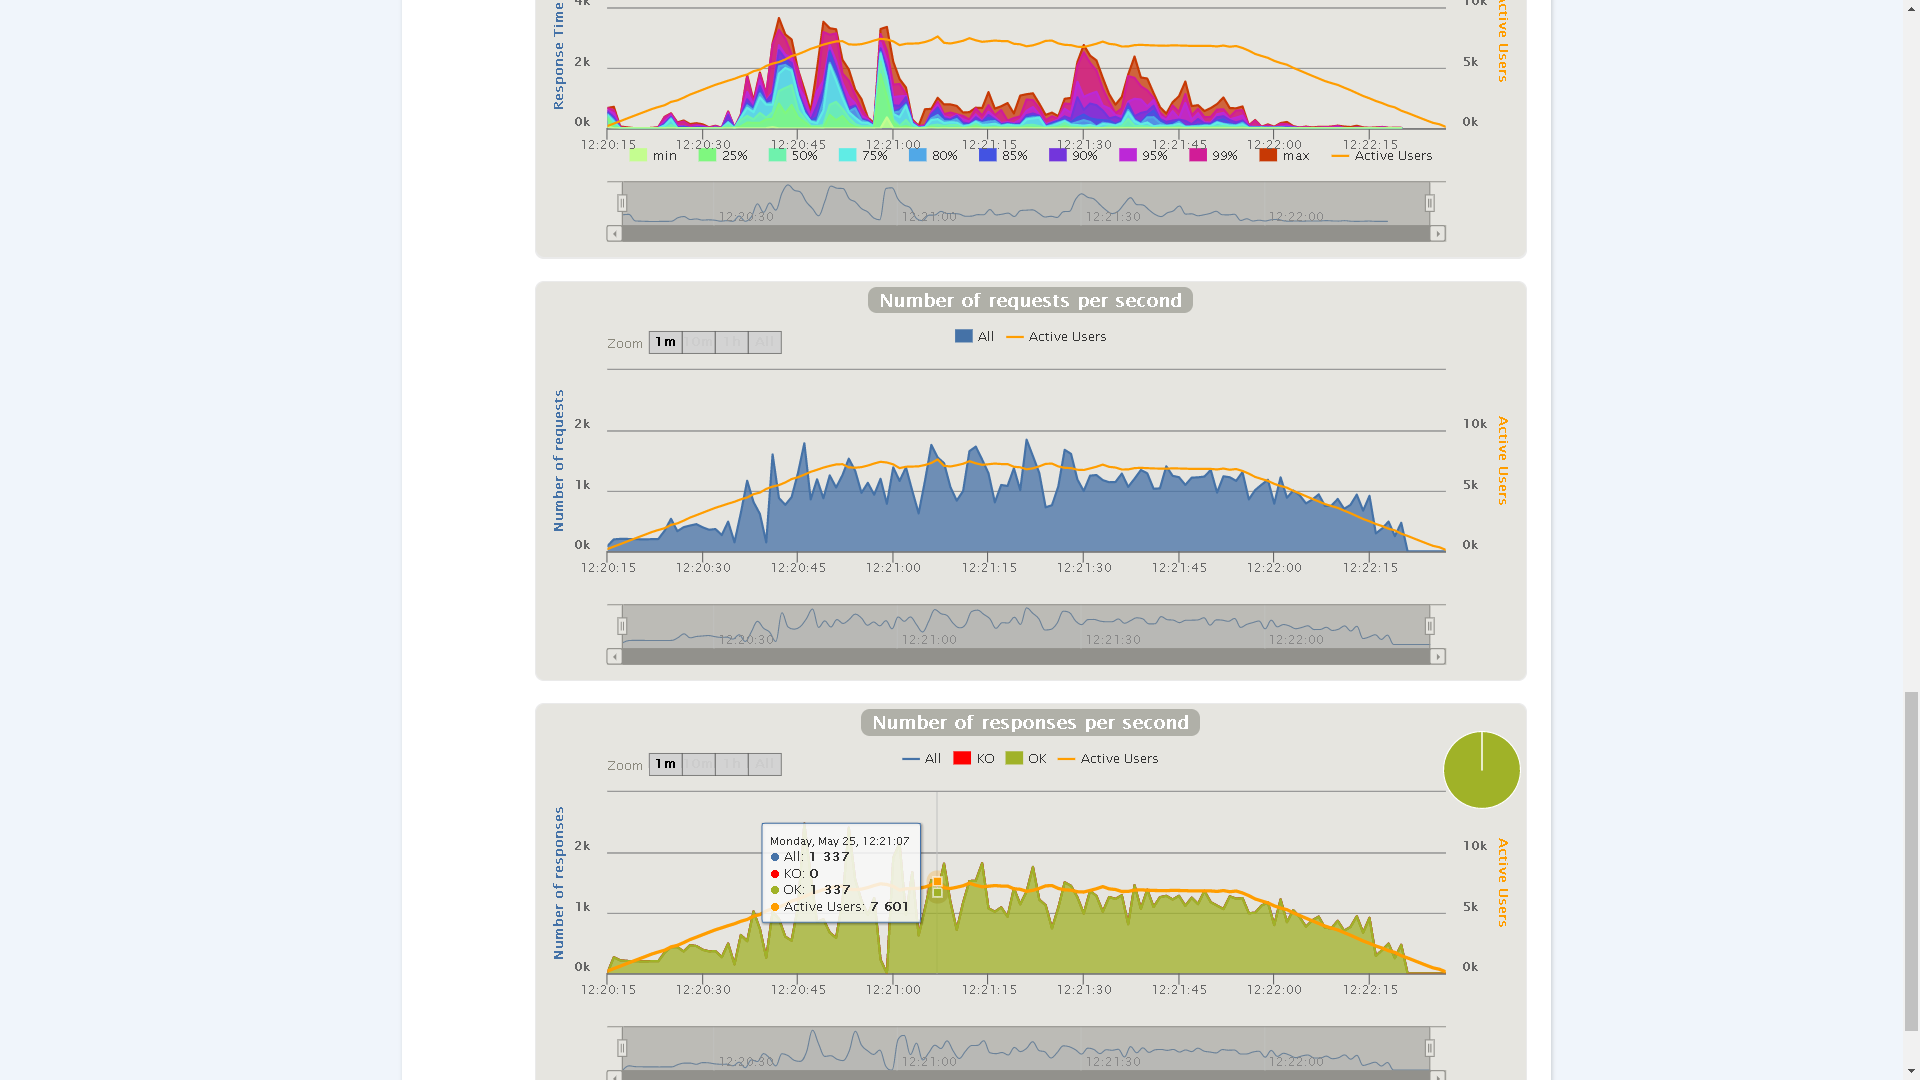 4k
10k
Response Time
Active Users
2k
5k
0k
0k
12:20:15 12:20:30 12:20:45 12:21:00 12:21:15 12:21:30 12:21:45 12:22:00 12:22:15
min 25% 50% 75% 80% 85% 90% 95% 99% max Active Users
12:20:30 12:21:00 12:21:30 12:22:00
Number of requests per second
Zoom 1m 10m 1h All
All Active Users
Number of requests
Active Users
2k
10k
1k
5k
0k
0k
12:20:15 12:20:30 12:20:45 12:21:00 12:21:15 12:21:30 12:21:45 12:22:00 12:22:15
12:20:30 12:21:00 12:21:30 12:22:00
Number of responses per second
Zoom 1m 10m 1h All
All KO OK Active Users
Number of responses
Active Users
2k
10k
Monday, May 25, 12:21:07
All: 1 337
KO: 0
OK: 1 337
Active Users: 7 601
1k
5k
0k
0k
12:20:15 12:20:30 12:20:45 12:21:00 12:21:15 12:21:30 12:21:45 12:22:00 12:22:15
12:20:30 12:21:00 12:21:30 12:22:00